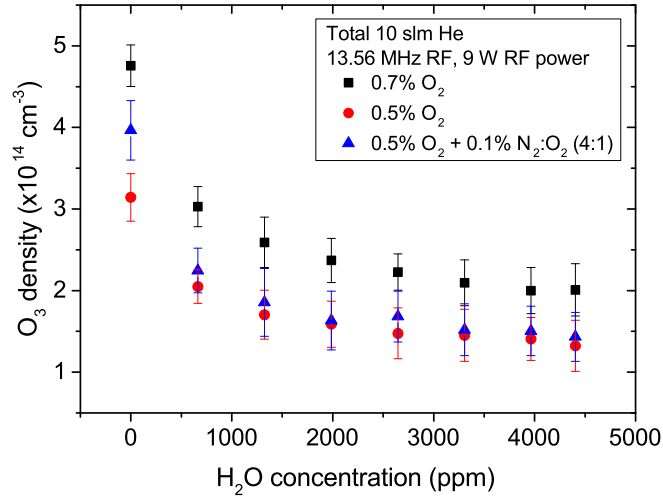 Total 10 slm He
13.56 MHz RF, 9 W RF power
0.7% O₂
0.5% O₂
0.5% O₂ + 0.1% N₂:O₂ (4:1)
5
4
3
2
1
O₃ density (x10¹⁴ cm⁻³)
0 1000 2000 3000 4000 5000
H₂O concentration (ppm)